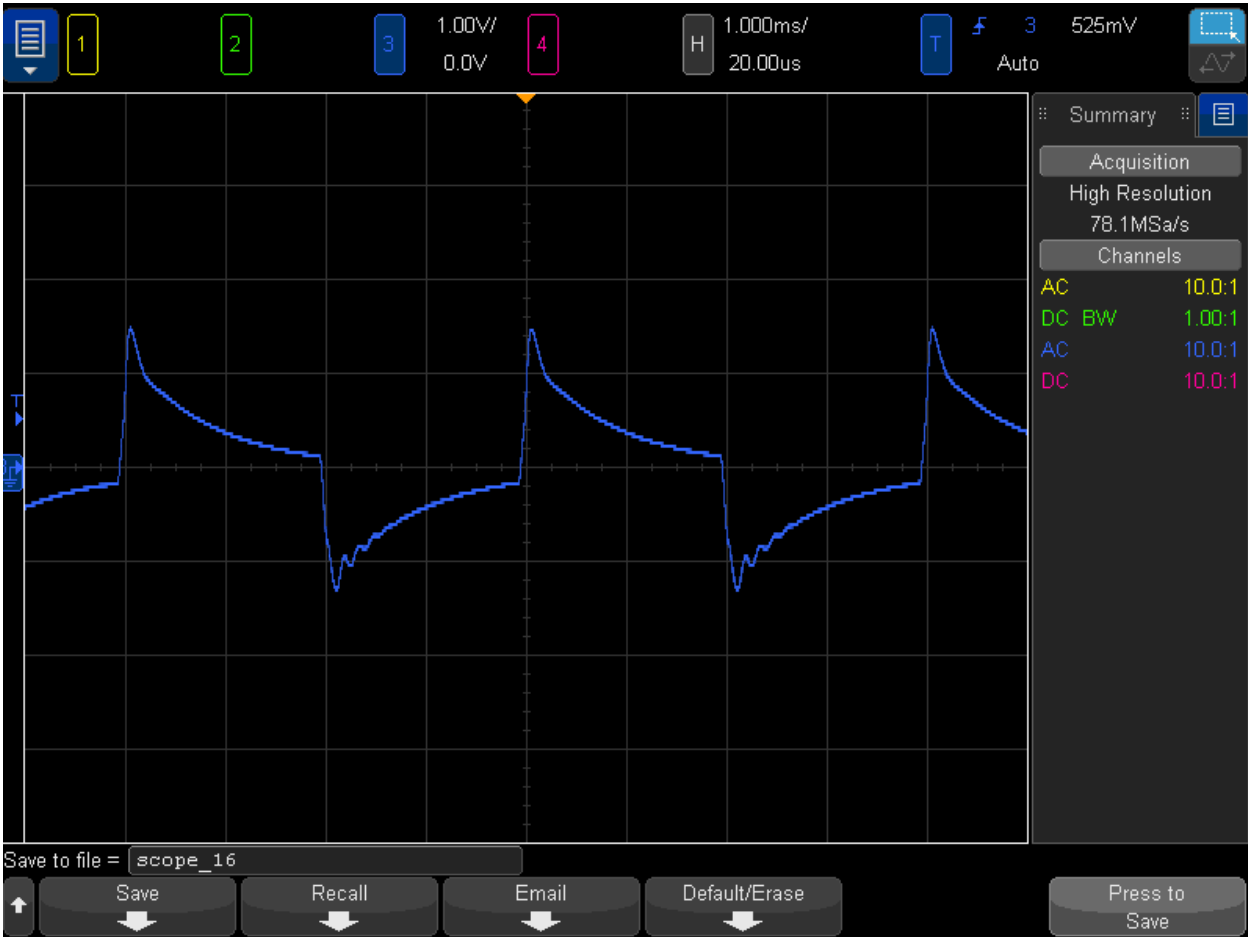 1 2 3 1.00V/ 4 H 1.000ms/ T 3 525mV
0.0V 20.00us Auto
Summary
Acquisition
High Resolution
78.1MSa/s
Channels
AC 10.0:1
DC BW 1.00:1
AC 10.0:1
DC 10.0:1
T
Save to file = scope_16
Save Recall Email Default/Erase Press to
Save